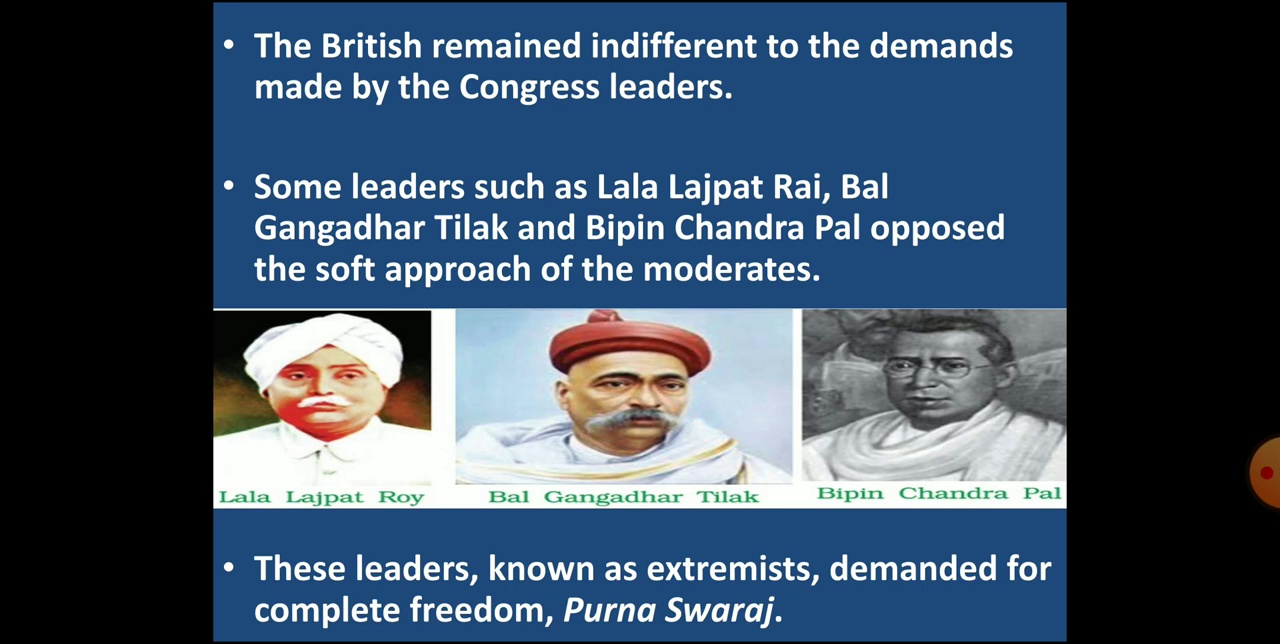 • The British remained indifferent to the demands
made by the Congress leaders.
• Some leaders such as Lala Lajpat Rai, Bal
Gangadhar Tilak and Bipin Chandra Pal opposed
the soft approach of the moderates.
Lala Lajpat Roy
Bal Gangadhar Tilak
Bipin Chandra Pal
• These leaders, known as extremists, demanded for
complete freedom, Purna Swaraj.